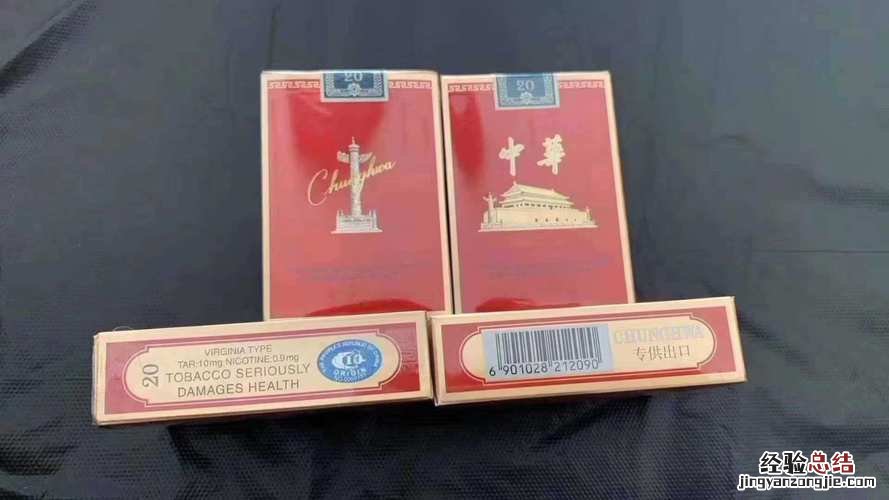 20
Chunghwa
20
中華
20
VIRGINIA TYPE
TAR:10mg NICOTINE:0.9mg
TOBACCO SERIOUSLY
DAMAGES HEALTH
ORIGIN
6 901028 212090
CHUNGHWA
专供出口
经验总结
jingyanzongjie.com